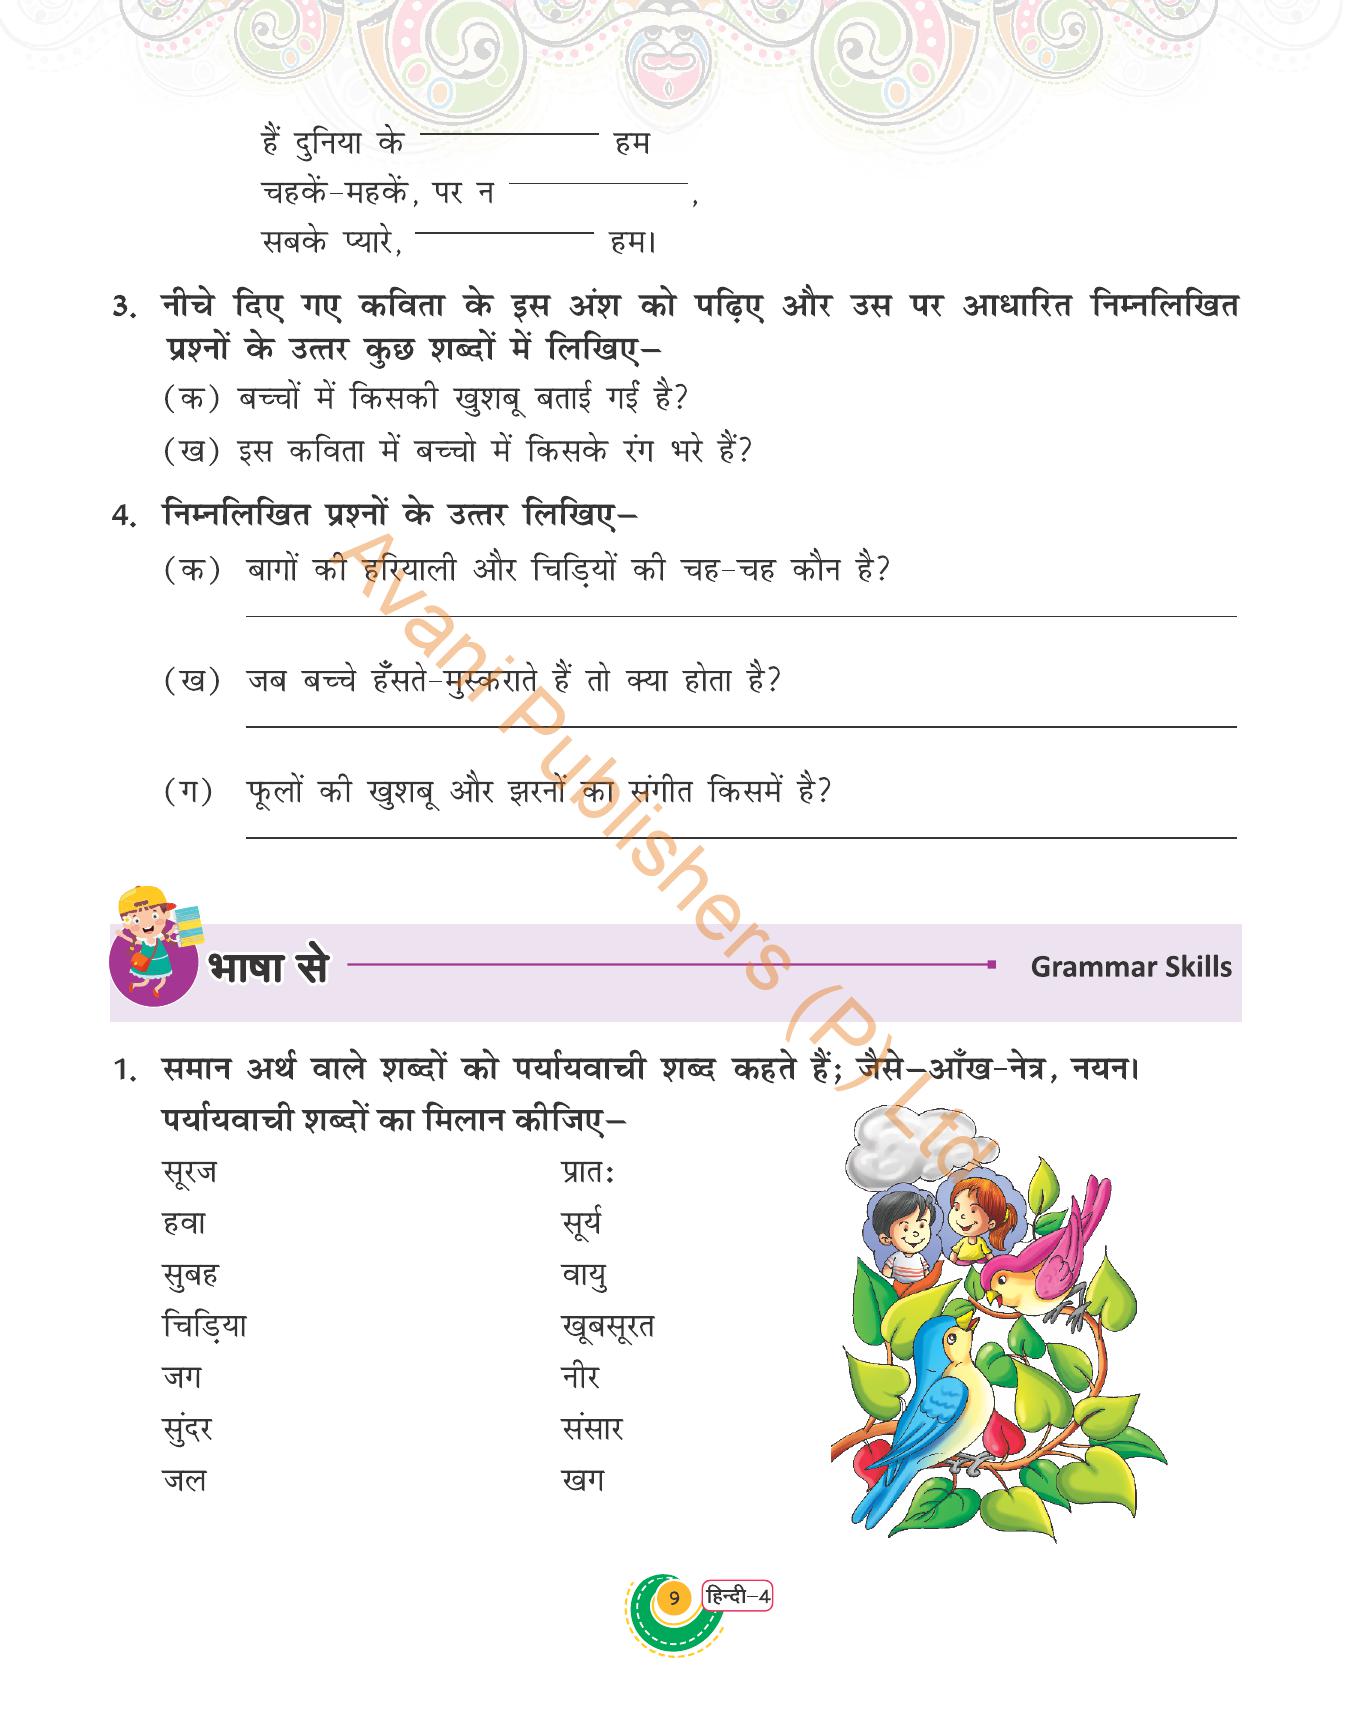 हैं दुनिया के ____________ हम
चहकें-महकें, पर न ____________,
सबके प्यारे, ____________ हम।
3. नीचे दिए गए कविता के इस अंश को पढ़िए और उस पर आधारित निम्नलिखित
प्रश्नों के उत्तर कुछ शब्दों में लिखिए–
(क) बच्चों में किसकी खुशबू बताई गई है?
(ख) इस कविता में बच्चो में किसके रंग भरे हैं?
4. निम्नलिखित प्रश्नों के उत्तर लिखिए–
(क) बागों की हरियाली और चिड़ियों की चह-चह कौन है?
(ख) जब बच्चे हँसते-मुस्कराते हैं तो क्या होता है?
(ग) फूलों की खुशबू और झरनों का संगीत किसमें है?
Avani Publishers (P) Ltd
भाषा से Grammar Skills
1. समान अर्थ वाले शब्दों को पर्यायवाची शब्द कहते हैं; जैसे–आँख-नेत्र, नयन।
पर्यायवाची शब्दों का मिलान कीजिए–
सूरज प्रातः
हवा सूर्य
सुबह वायु
चिड़िया खूबसूरत
जग नीर
सुंदर संसार
जल खग
9 हिन्दी–4